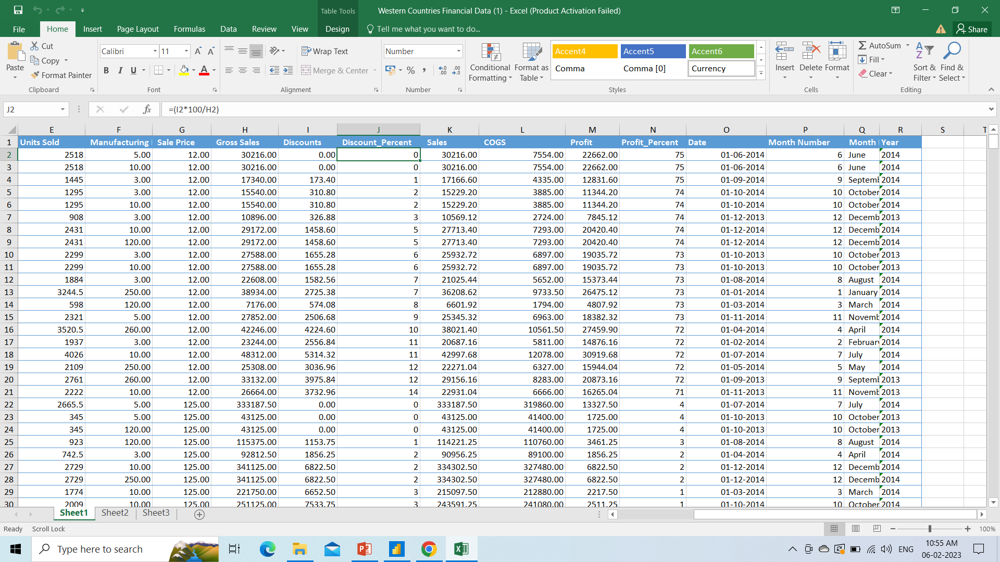 Table Tools
Western Countries Financial Data (1) - Excel (Product Activation Failed)
File Home Insert Page Layout Formulas Data Review View Design Tell me what you want to do... Share
Paste Cut Copy Format Painter Clipboard
Calibri 11 B I U A Font
Wrap Text Merge & Center Alignment
Number % , Number
Conditional Formatting Format as Table
Accent4 Accent5 Accent6
Comma Comma [0] Currency
Styles
Insert Delete Format Cells
AutoSum Fill Clear Sort & Filter Find & Select Editing
J2 fx =(I2*100/H2)
E F G H I J K L M N O P Q R S T
1 Units Sold Manufacturing Sale Price Gross Sales Discounts Discount_Percent Sales COGS Profit Profit_Percent Date Month Number Month Year
2 2518 5.00 12.00 30216.00 0.00 0 30216.00 7554.00 22662.00 75 01-06-2014 6 June 2014
3 2518 10.00 12.00 30216.00 0.00 0 30216.00 7554.00 22662.00 75 01-06-2014 6 June 2014
4 1445 3.00 12.00 17340.00 173.40 1 17166.60 4335.00 12831.60 75 01-09-2014 9 Septemb 2014
5 1295 3.00 12.00 15540.00 310.80 2 15229.20 3885.00 11344.20 74 01-10-2014 10 October 2014
6 1295 10.00 12.00 15540.00 310.80 2 15229.20 3885.00 11344.20 74 01-10-2014 10 October 2014
7 908 3.00 12.00 10896.00 326.88 3 10569.12 2724.00 7845.12 74 01-12-2013 12 Decemb 2013
8 2431 10.00 12.00 29172.00 1458.60 5 27713.40 7293.00 20420.40 74 01-12-2014 12 Decemb 2014
9 2431 120.00 12.00 29172.00 1458.60 5 27713.40 7293.00 20420.40 74 01-12-2014 12 Decemb 2014
10 2299 3.00 12.00 27588.00 1655.28 6 25932.72 6897.00 19035.72 73 01-10-2013 10 October 2013
11 2299 10.00 12.00 27588.00 1655.28 6 25932.72 6897.00 19035.72 73 01-10-2013 10 October 2013
12 1884 3.00 12.00 22608.00 1582.56 7 21025.44 5652.00 15373.44 73 01-08-2014 8 August 2014
13 3244.5 250.00 12.00 38934.00 2725.38 7 36208.62 9733.50 26475.12 73 01-01-2014 1 January 2014
14 598 120.00 12.00 7176.00 574.08 8 6601.92 1794.00 4807.92 73 01-03-2014 3 March 2014
15 2321 5.00 12.00 27852.00 2506.68 9 25345.32 6963.00 18382.32 73 01-11-2014 11 Novemb 2014
16 3520.5 260.00 12.00 42246.00 4224.60 10 38021.40 10561.50 27459.90 72 01-04-2014 4 April 2014
17 1937 3.00 12.00 23244.00 2556.84 11 20687.16 5811.00 14876.16 72 01-02-2014 2 February 2014
18 4026 10.00 12.00 48312.00 5314.32 11 42997.68 12078.00 30919.68 72 01-07-2014 7 July 2014
19 2109 250.00 12.00 25308.00 3036.96 12 22271.04 6327.00 15944.04 72 01-05-2014 5 May 2014
20 2761 260.00 12.00 33132.00 3975.84 12 29156.16 8283.00 20873.16 72 01-09-2013 9 Septemb 2013
21 2222 10.00 12.00 26664.00 3732.96 14 22931.04 6666.00 16265.04 71 01-11-2013 11 Novemb 2013
22 2665.5 5.00 125.00 333187.50 0.00 0 333187.50 319860.00 13327.50 4 01-07-2014 7 July 2014
23 345 5.00 125.00 43125.00 0.00 0 43125.00 41400.00 1725.00 4 01-10-2013 10 October 2013
24 345 120.00 125.00 43125.00 0.00 0 43125.00 41400.00 1725.00 4 01-10-2013 10 October 2013
25 923 120.00 125.00 115375.00 1153.75 1 114221.25 110760.00 3461.25 3 01-08-2014 8 August 2014
26 742.5 3.00 125.00 92812.50 1856.25 2 90956.25 89100.00 1856.25 2 01-04-2014 4 April 2014
27 2729 10.00 125.00 341125.00 6822.50 2 334302.50 327480.00 6822.50 2 01-12-2014 12 Decemb 2014
28 2729 250.00 125.00 341125.00 6822.50 2 334302.50 327480.00 6822.50 2 01-12-2014 12 Decemb 2014
29 1774 10.00 125.00 221750.00 6652.50 3 215097.50 212880.00 2217.50 1 01-03-2014 3 March 2014
30 2009 10.00 125.00 251125.00 7533.75 3 243591.25 241080.00 2511.25 1 01-10-2014 10 October 2014
Sheet1 Sheet2 Sheet3
Ready Scroll Lock 100%
Type here to search ENG 10:55 AM
06-02-2023